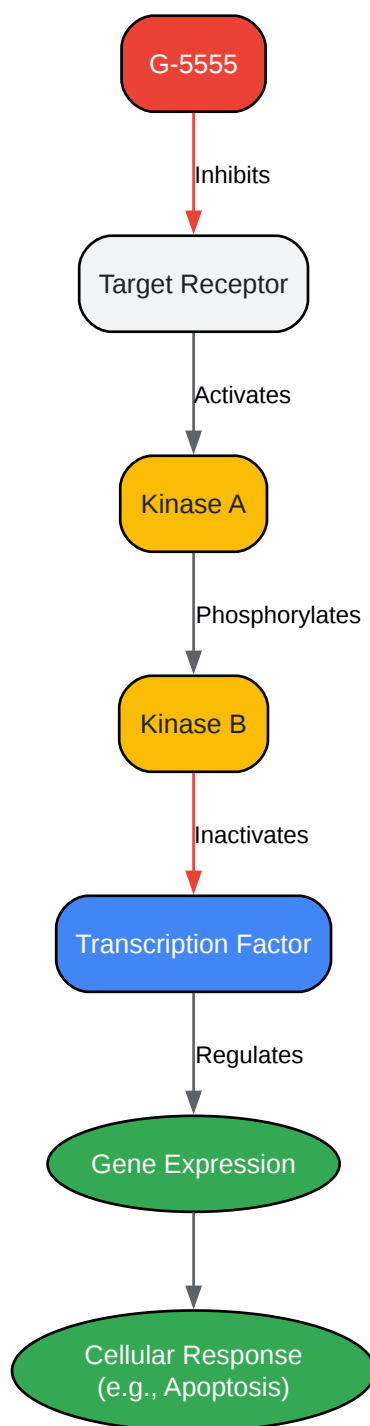 G-5555
Inhibits
Target Receptor
Activates
Kinase A
Phosphorylates
Kinase B
Inactivates
Transcription Factor
Regulates
Gene Expression
Cellular Response
(e.g., Apoptosis)